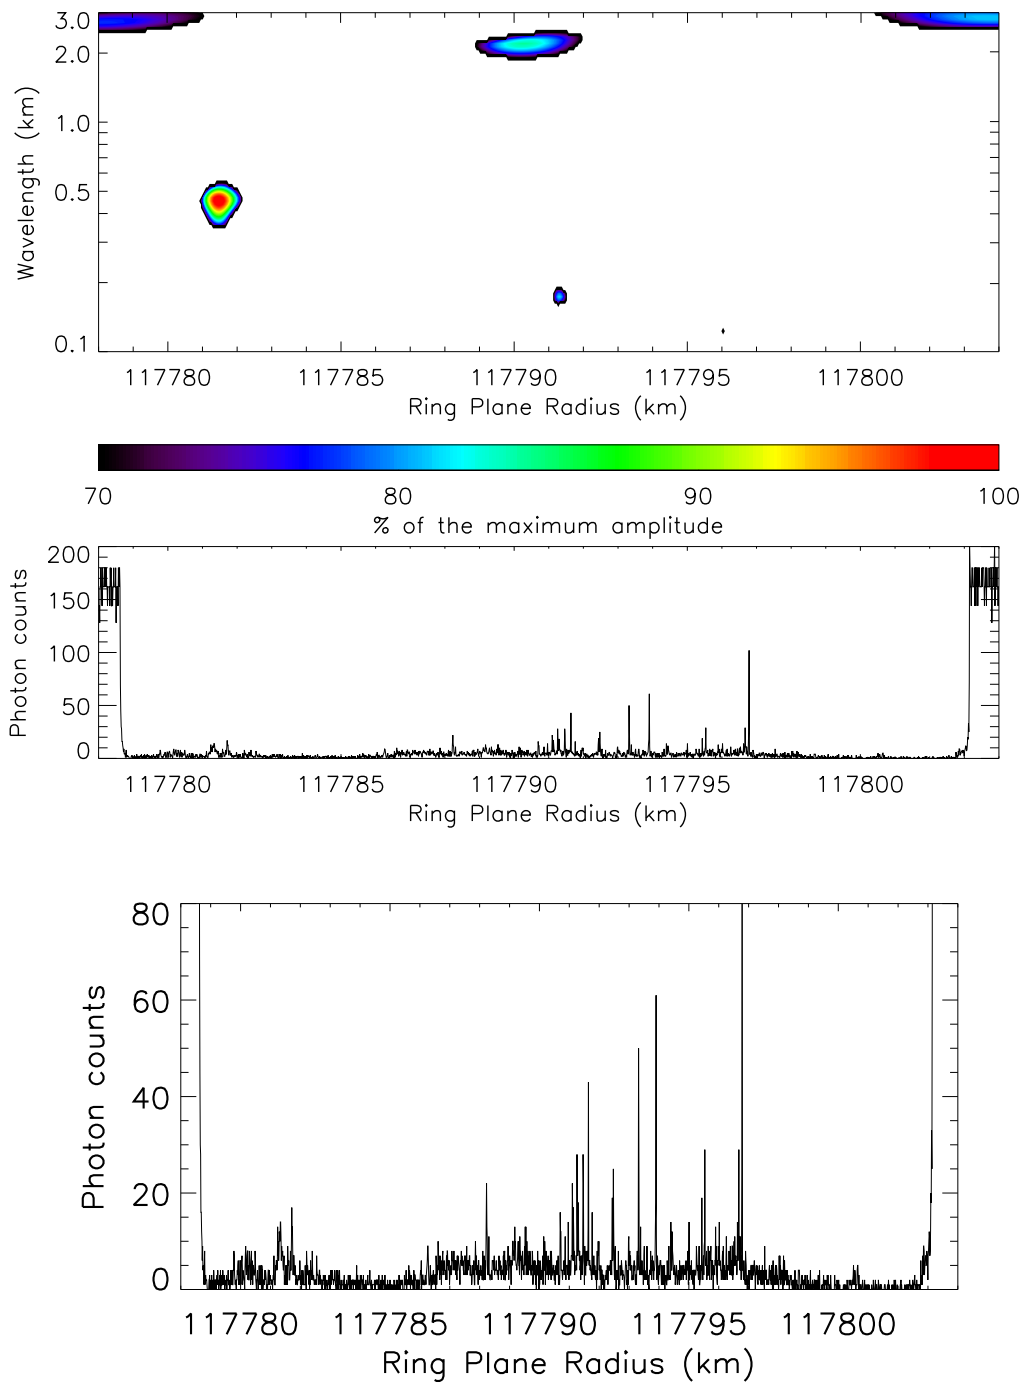 3.0
2.0
1.0
0.5
0.1
Wavelength (km)
117780 117785 117790 117795 117800
Ring Plane Radius (km)
70 80 90 100
% of the maximum amplitude
200
150
100
50
0
Photon counts
117780 117785 117790 117795 117800
Ring Plane Radius (km)
80
60
40
20
0
Photon counts
117780 117785 117790 117795 117800
Ring Plane Radius (km)